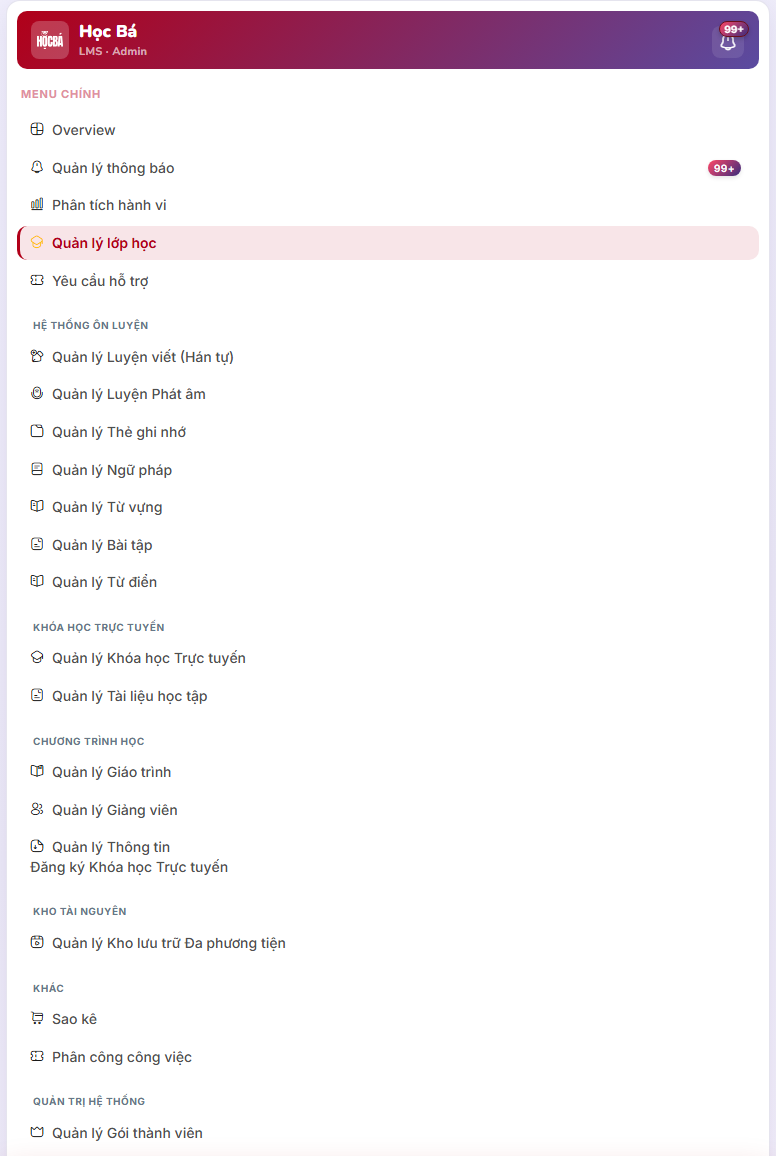 HỌCBÁ
Học Bá
LMS · Admin
99+
MENU CHÍNH
Overview
Quản lý thông báo
99+
Phân tích hành vi
Quản lý lớp học
Yêu cầu hỗ trợ
HỆ THỐNG ÔN LUYỆN
Quản lý Luyện viết (Hán tự)
Quản lý Luyện Phát âm
Quản lý Thẻ ghi nhớ
Quản lý Ngữ pháp
Quản lý Từ vựng
Quản lý Bài tập
Quản lý Từ điển
KHÓA HỌC TRỰC TUYẾN
Quản lý Khóa học Trực tuyến
Quản lý Tài liệu học tập
CHƯƠNG TRÌNH HỌC
Quản lý Giáo trình
Quản lý Giảng viên
Quản lý Thông tin
Đăng ký Khóa học Trực tuyến
KHO TÀI NGUYÊN
Quản lý Kho lưu trữ Đa phương tiện
KHÁC
Sao kê
Phân công công việc
QUẢN TRỊ HỆ THỐNG
Quản lý Gói thành viên